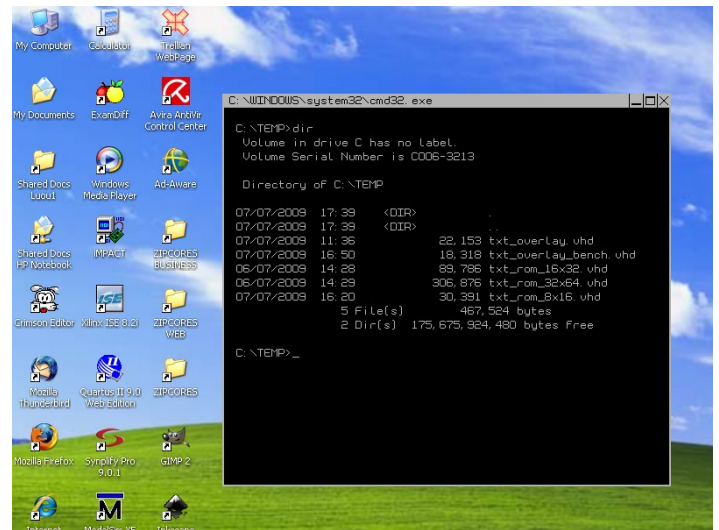 My Computer
Calculator
Trellian
WebPage
My Documents
ExamDiff
Avira AntiVir
Control Center
Shared Docs
Luou1
Windows
Media Player
Ad-Aware
Shared Docs
HP Notebook
iMPACT
ZIPCORES
BUSINESS
Crimson Editor
Xilinx ISE 8.2i
ZIPCORES
WEB
Mozilla
Thunderbird
Quartus II 9.0
Web Edition
ZIPCORES
Mozilla Firefox
Synplify Pro
9.0.1
GIMP 2
Internet
ModelSim XE
Inkscape
C:\WINDOWS\system32\cmd32.exe
C:\TEMP>dir
Volume in drive C has no label.
Volume Serial Number is C006-3213
Directory of C:\TEMP
07/07/2009 17:39 <DIR> .
07/07/2009 17:39 <DIR> ..
07/07/2009 11:36 22,153 txt_overlay.vhd
07/07/2009 16:50 18,318 txt_overlay_bench.vhd
06/07/2009 14:28 89,786 txt_rom_16x32.vhd
06/07/2009 14:29 306,876 txt_rom_32x64.vhd
07/07/2009 16:20 30,391 txt_rom_8x16.vhd
5 File(s) 467,524 bytes
2 Dir(s) 175,675,924,480 bytes free
C:\TEMP>_